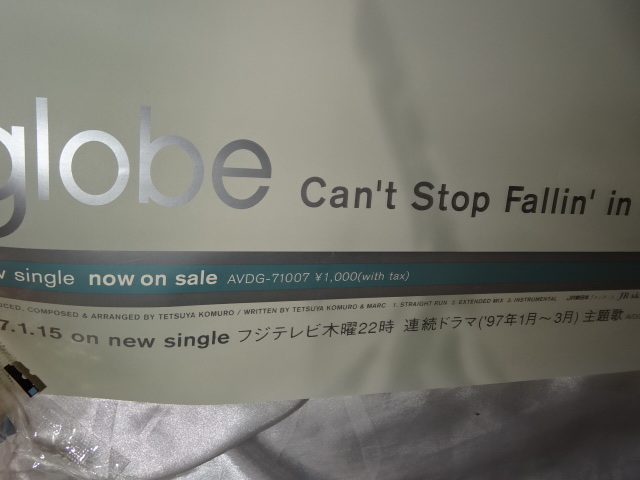 globe Can't Stop Fallin' in
single now on sale AVDG-71007 ¥1,000(with tax)
UCED, COMPOSED & ARRANGED BY TETSUYA KOMURO / WRITTEN BY TETSUYA KOMURO & MARC 1. STRAIGHT RUN 2. EXTENDED MIX 3. INSTRUMENTAL
7.1.15 on new single フジテレビ木曜22時 連続ドラマ('97年1月〜3月) 主題歌